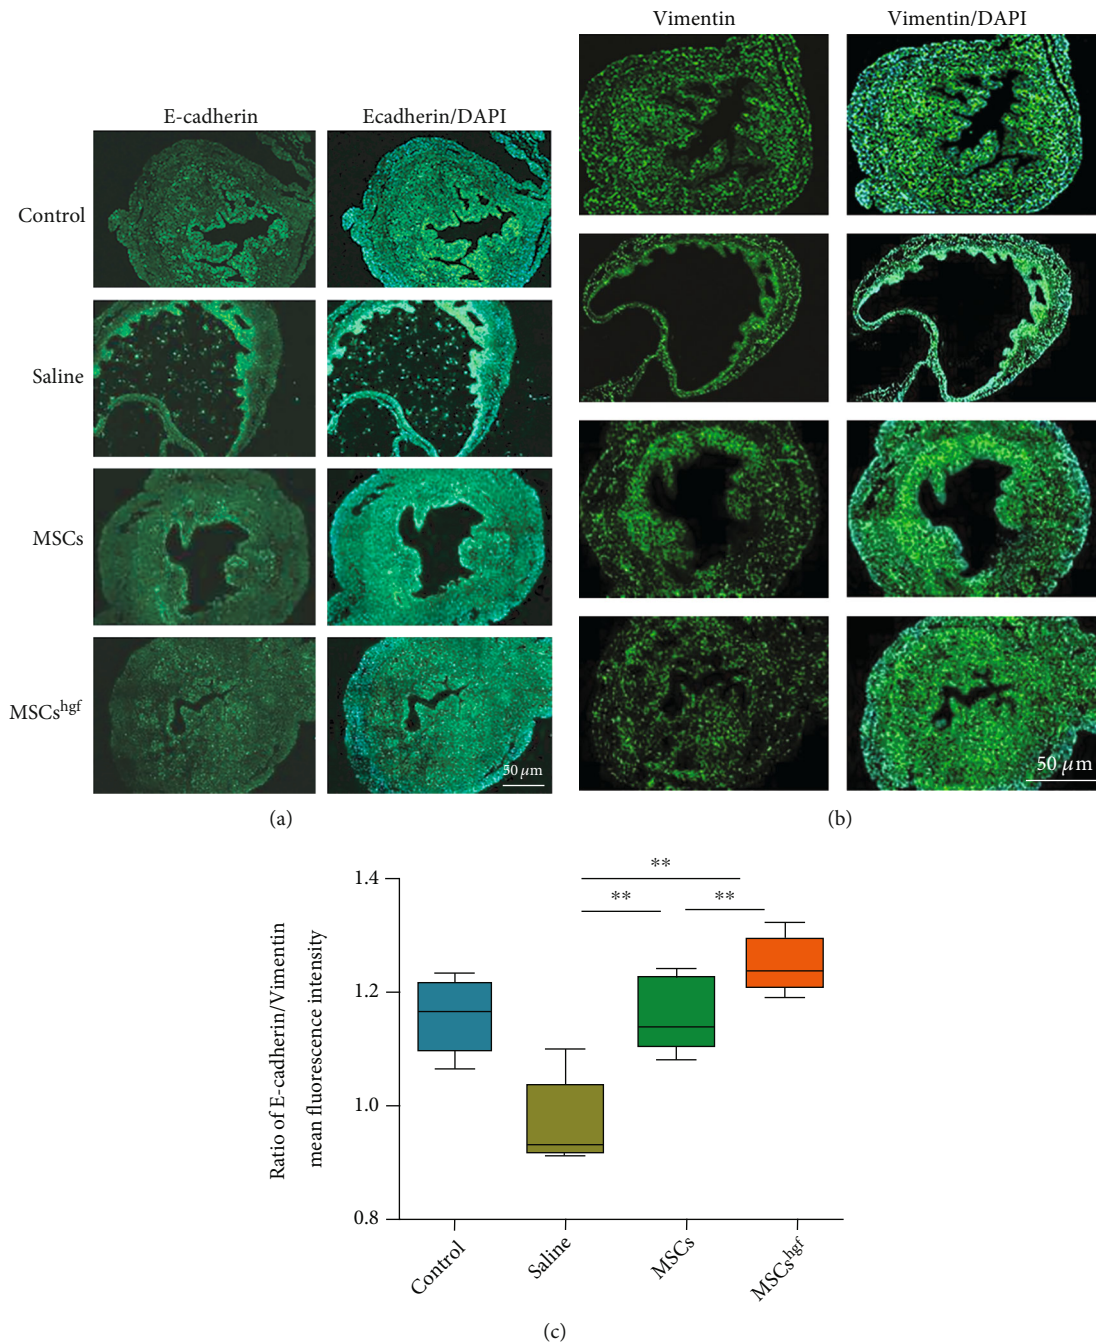 E-cadherin
Ecadherin/DAPI
Control
Saline
MSCs
MSCshgf
50 μm
(a)
Vimentin
Vimentin/DAPI
50 μm
(b)
Ratio of E-cadherin/Vimentin
mean fluorescence intensity
1.4
1.2
1.0
0.8
**
**
**
Control
Saline
MSCs
MSCshgf
(c)